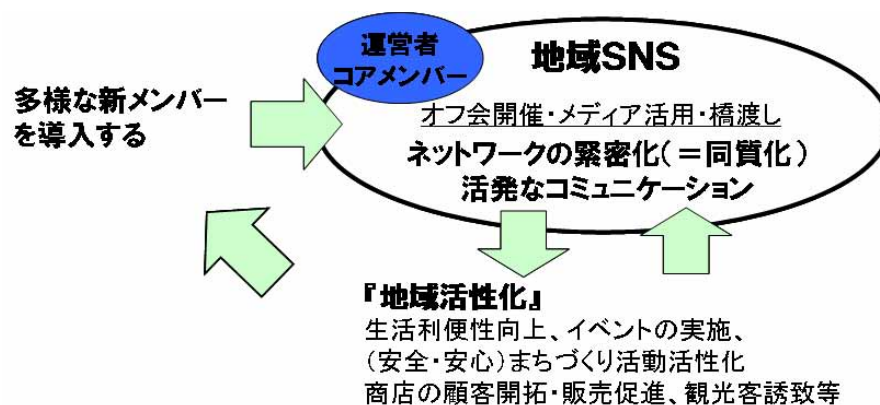 運営者
コアメンバー
地域SNS
多様な新メンバー
を導入する
オフ会開催・メディア活用・橋渡し
ネットワークの緊密化(=同質化)
活発なコミュニケーション
『地域活性化』
生活利便性向上、イベントの実施、
(安全・安心)まちづくり活動活性化
商店の顧客開拓・販売促進、観光客誘致等